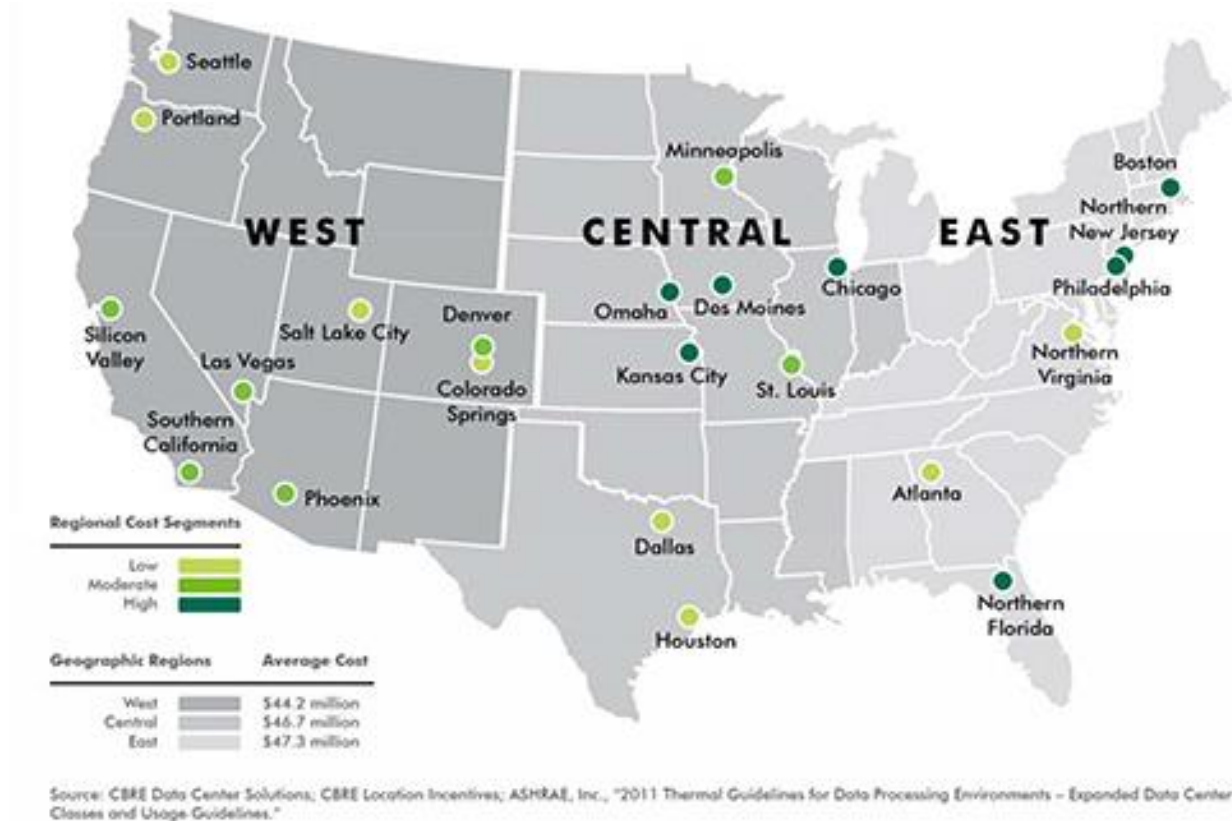 Seattle
Portland
Minneapolis
Boston
Northern
New Jersey
WEST
CENTRAL
EAST
Philadelphia
Chicago
Omaha
Des Moines
Denver
Salt Lake City
Silicon
Valley
Las Vegas
Kansas City
St. Louis
Northern
Virginia
Colorado
Springs
Southern
California
Phoenix
Atlanta
Dallas
Northern
Florida
Houston
Regional Cost Segments
Low
Moderate
High
Geographic Regions Average Cost
West $44.2 million
Central $46.7 million
East $47.3 million
Source: CBRE Data Center Solutions; CBRE Location Incentives; ASHRAE, Inc., "2011 Thermal Guidelines for Data Processing Environments – Expanded Data Center
Classes and Usage Guidelines."